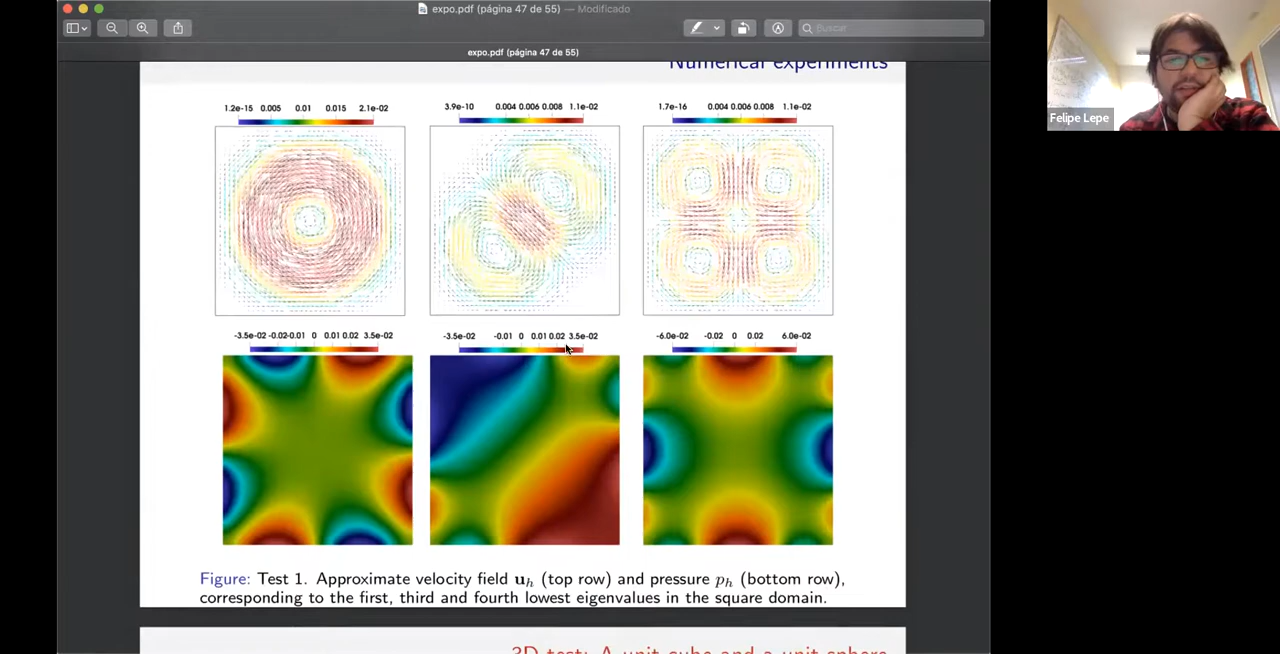 expo.pdf (página 47 de 55) — Modificado
Buscar
expo.pdf (página 47 de 55)
Numerical experiments
1.2e-15 0.005 0.01 0.015 2.1e-02
3.9e-10 0.004 0.006 0.008 1.1e-02
1.7e-16 0.004 0.006 0.008 1.1e-02
-3.5e-02 -0.02 -0.01 0 0.01 0.02 3.5e-02
-3.5e-02 -0.01 0 0.01 0.02 3.5e-02
-6.0e-02 -0.02 0 0.02 6.0e-02
Figure: Test 1. Approximate velocity field uₕ (top row) and pressure pₕ (bottom row),
corresponding to the first, third and fourth lowest eigenvalues in the square domain.
3D test: A unit cube and a unit sphere
Felipe Lepe